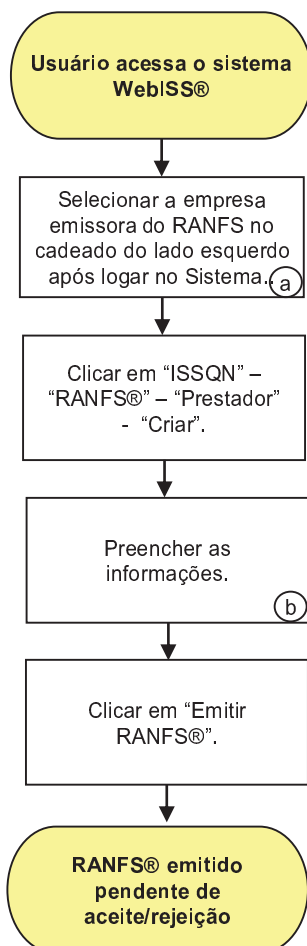 Usuário acessa o sistema
WebISS®
Selecionar a empresa
emissora do RANFS no
cadeado do lado esquerdo
após logar no Sistema..
a
Clicar em “ISSQN” –
“RANFS®” – “Prestador”
- “Criar”.
Preencher as
informações.
b
Clicar em “Emitir
RANFS®”.
RANFS® emitido
pendente de
aceite/rejeição